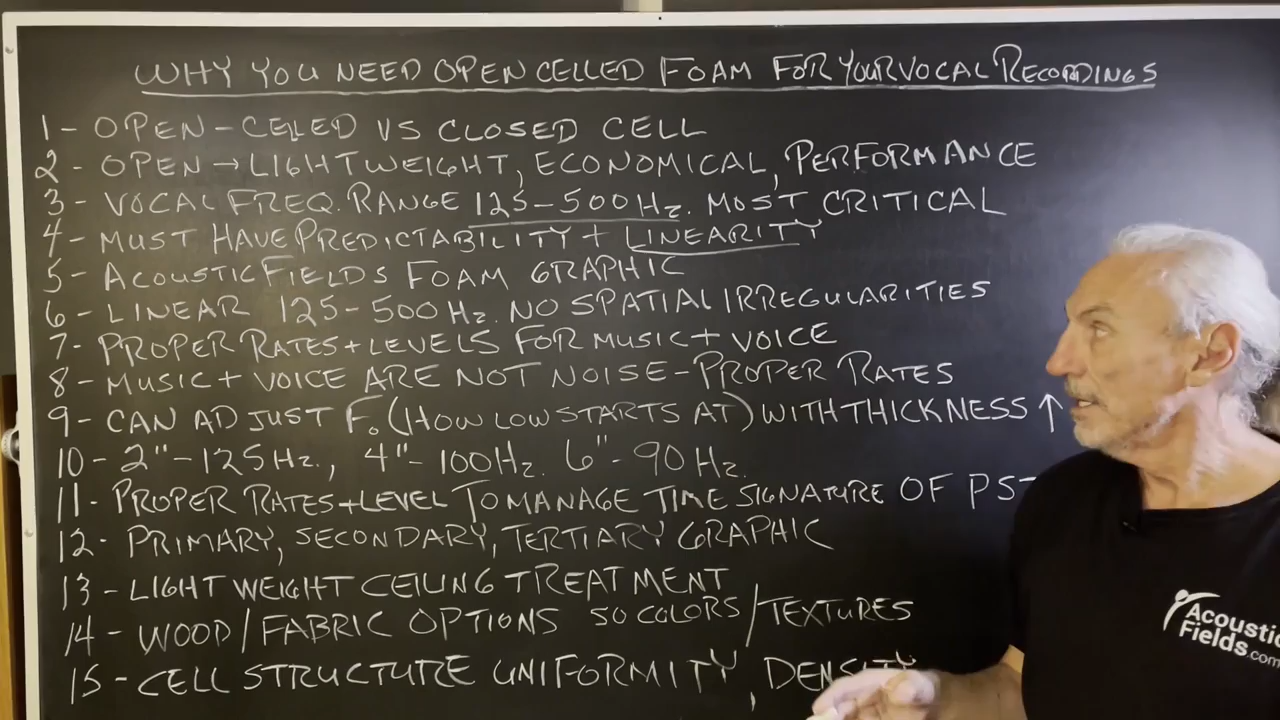 WHY YOU NEED OPEN CELLED FOAM FOR YOUR VOCAL RECORDINGS
1 - OPEN-CELLED VS CLOSED CELL
2 - OPEN → LIGHTWEIGHT, ECONOMICAL, PERFORMANCE
3 - VOCAL FREQ. RANGE 125-500 Hz. MOST CRITICAL
4 - MUST HAVE PREDICTABILITY + LINEARITY
5 - ACOUSTIC FIELDS FOAM GRAPHIC
6 - LINEAR 125-500 Hz. NO SPATIAL IRREGULARITIES
7 - PROPER RATES + LEVELS FOR MUSIC + VOICE
8 - MUSIC + VOICE ARE NOT NOISE - PROPER RATES
9 - CAN ADJUST Fo (HOW LOW STARTS AT) WITH THICKNESS ↑
10 - 2"-125 Hz., 4"-100 Hz. 6"-90 Hz.
11 - PROPER RATES + LEVEL TO MANAGE TIME SIGNATURE OF PS
12 - PRIMARY, SECONDARY, TERTIARY GRAPHIC
13 - LIGHT WEIGHT CEILING TREATMENT
14 - WOOD / FABRIC OPTIONS 50 COLORS / TEXTURES
15 - CELL STRUCTURE UNIFORMITY, DENSITY
Acoustic
Fields.com